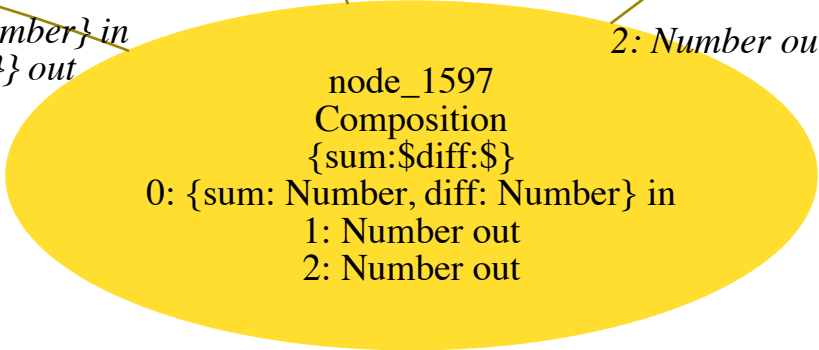 mber} in
}} out
2: Number ou
node_1597
Composition
{sum:$diff:$}
0: {sum: Number, diff: Number} in
1: Number out
2: Number out